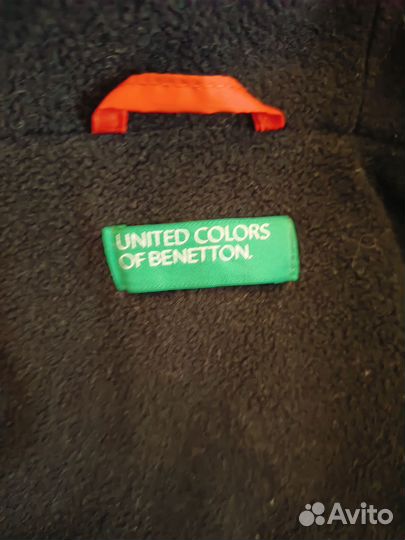 UNITED COLORS
OF BENETTON.
Avito